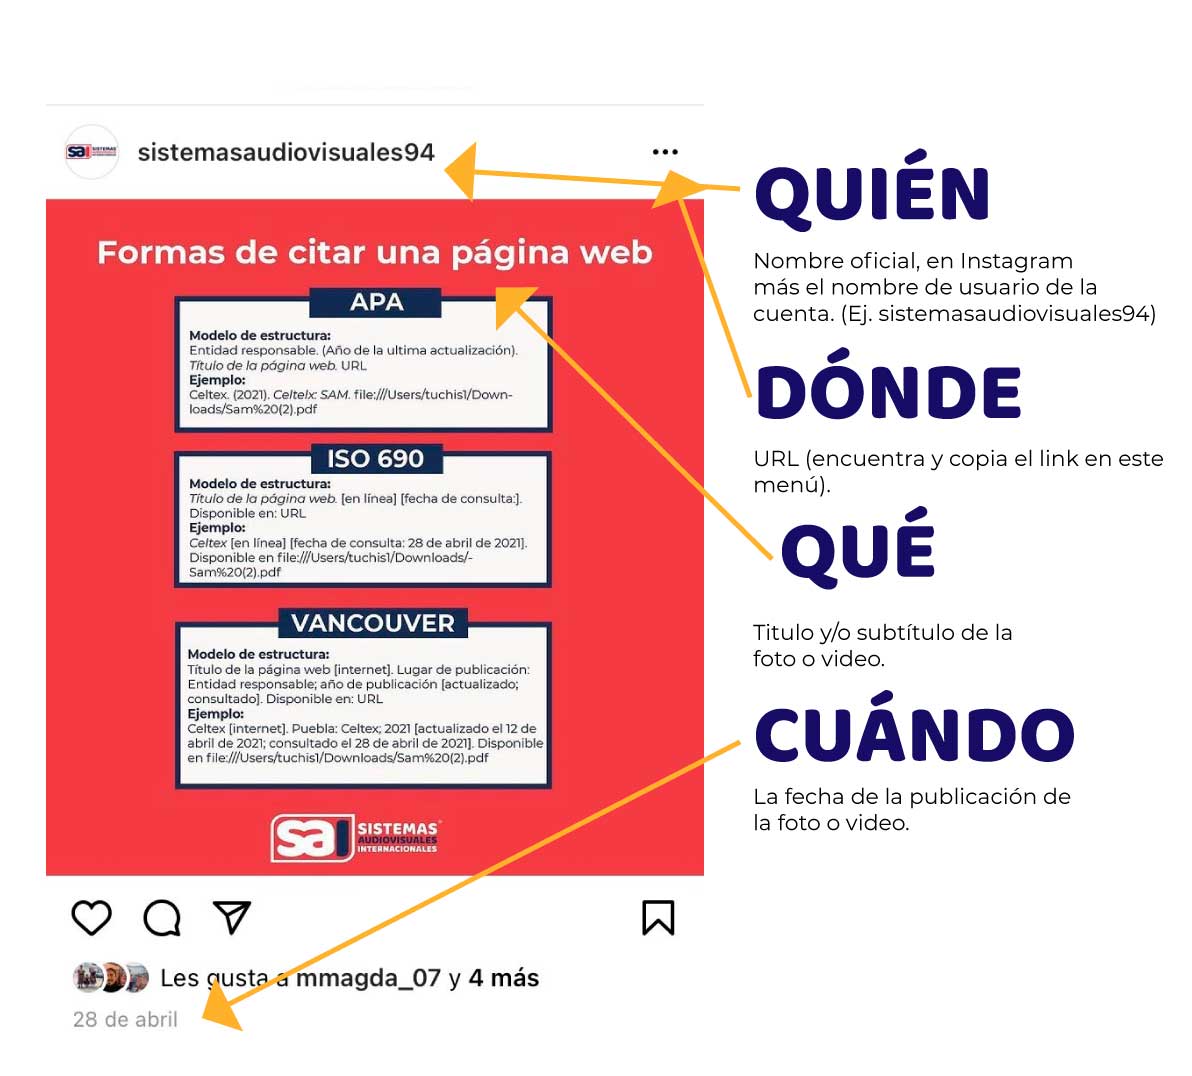 sai SISTEMAS AUDIOVISUALES INTERNACIONALES
sistemasaudiovisuales94
Formas de citar una página web
APA
Modelo de estructura:
Entidad responsable. (Año de la ultima actualización).
Título de la página web. URL
Ejemplo:
Celtex. (2021). Celtelx: SAM. file:///Users/tuchis1/Down-
loads/Sam%20(2).pdf
ISO 690
Modelo de estructura:
Título de la página web. [en línea] [fecha de consulta:].
Disponible en: URL
Ejemplo:
Celtex [en línea] [fecha de consulta: 28 de abril de 2021].
Disponible en file:///Users/tuchis1/Downloads/-
Sam%20(2).pdf
VANCOUVER
Modelo de estructura:
Título de la página web [internet]. Lugar de publicación:
Entidad responsable; año de publicación [actualizado;
consultado]. Disponible en: URL
Ejemplo:
Celtex [internet]. Puebla: Celtex; 2021 [actualizado el 12 de
abril de 2021; consultado el 28 de abril de 2021]. Disponible
en file:///Users/tuchis1/Downloads/Sam%20(2).pdf
sai
SISTEMAS
AUDIOVISUALES
INTERNACIONALES
Les gusta a mmagda_07 y 4 más
28 de abril
QUIÉN
Nombre oficial, en Instagram
más el nombre de usuario de la
cuenta. (Ej. sistemasaudiovisuales94)
DÓNDE
URL (encuentra y copia el link en este
menú).
QUÉ
Titulo y/o subtítulo de la
foto o video.
CUÁNDO
La fecha de la publicación de
la foto o video.